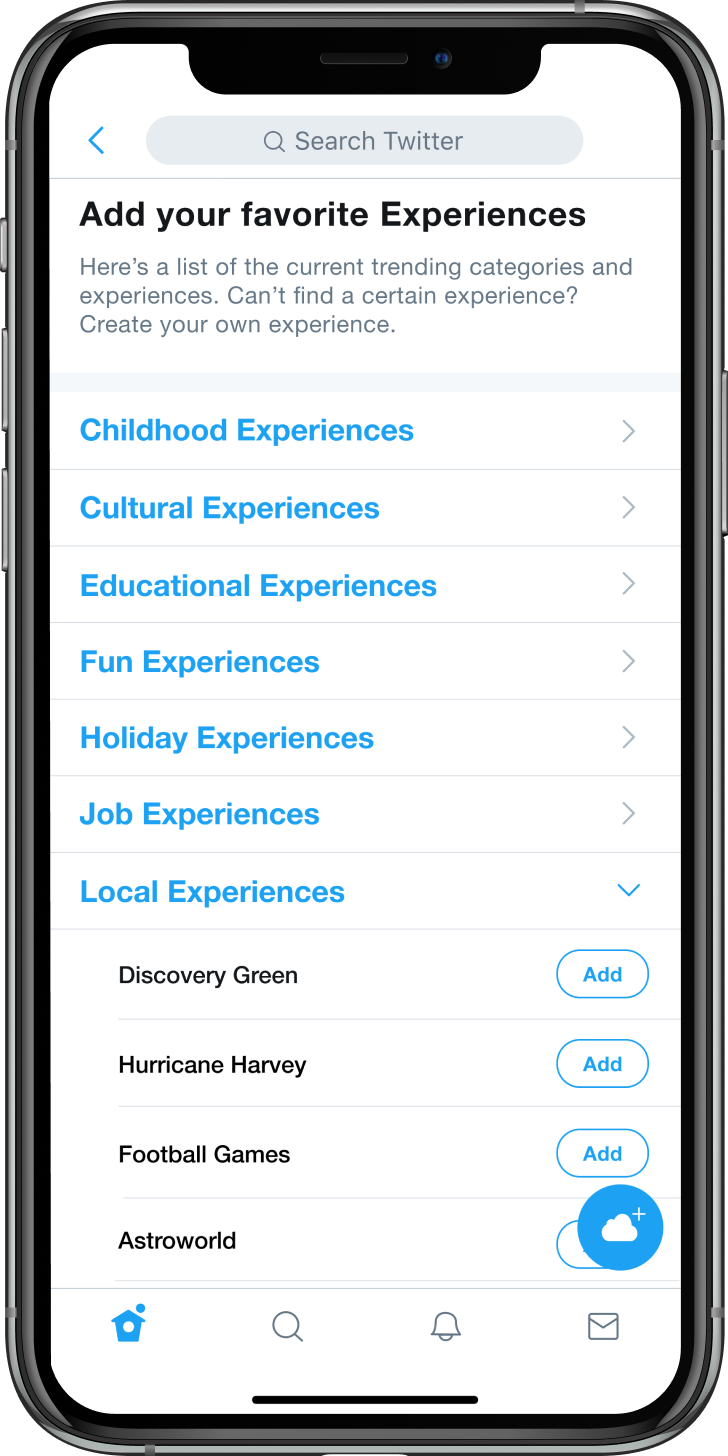 Search Twitter
Add your favorite Experiences
Here’s a list of the current trending categories and
experiences. Can’t find a certain experience?
Create your own experience.
Childhood Experiences
Cultural Experiences
Educational Experiences
Fun Experiences
Holiday Experiences
Job Experiences
Local Experiences
Discovery Green Add
Hurricane Harvey Add
Football Games Add
Astroworld